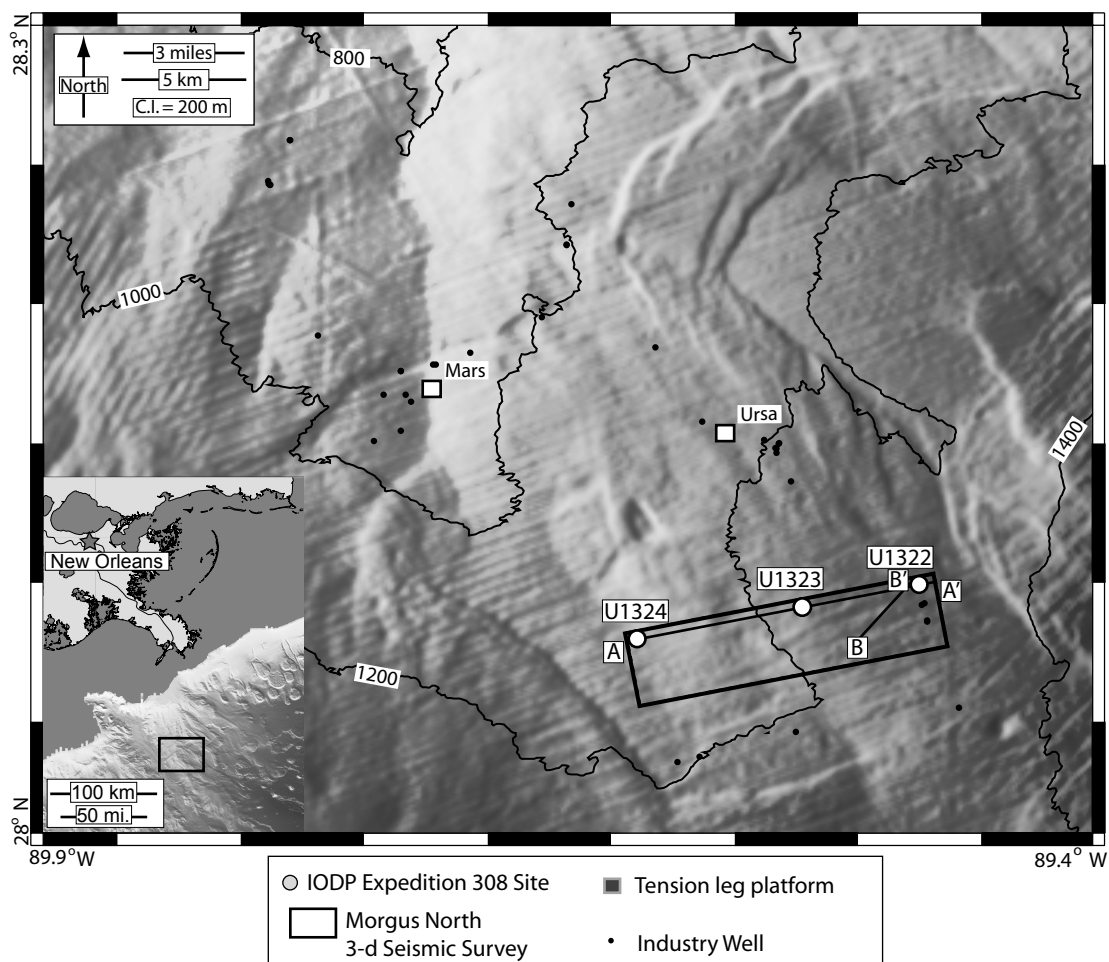 28.3° N
3 miles
5 km
North
C.I. = 200 m
800
1000
Mars
Ursa
1400
New Orleans
U1322
U1323
B'
A'
U1324
A
B
1200
100 km
50 mi.
28° N
89.9° W
89.4° W
IODP Expedition 308 Site
Tension leg platform
Morgus North
3-d Seismic Survey
Industry Well